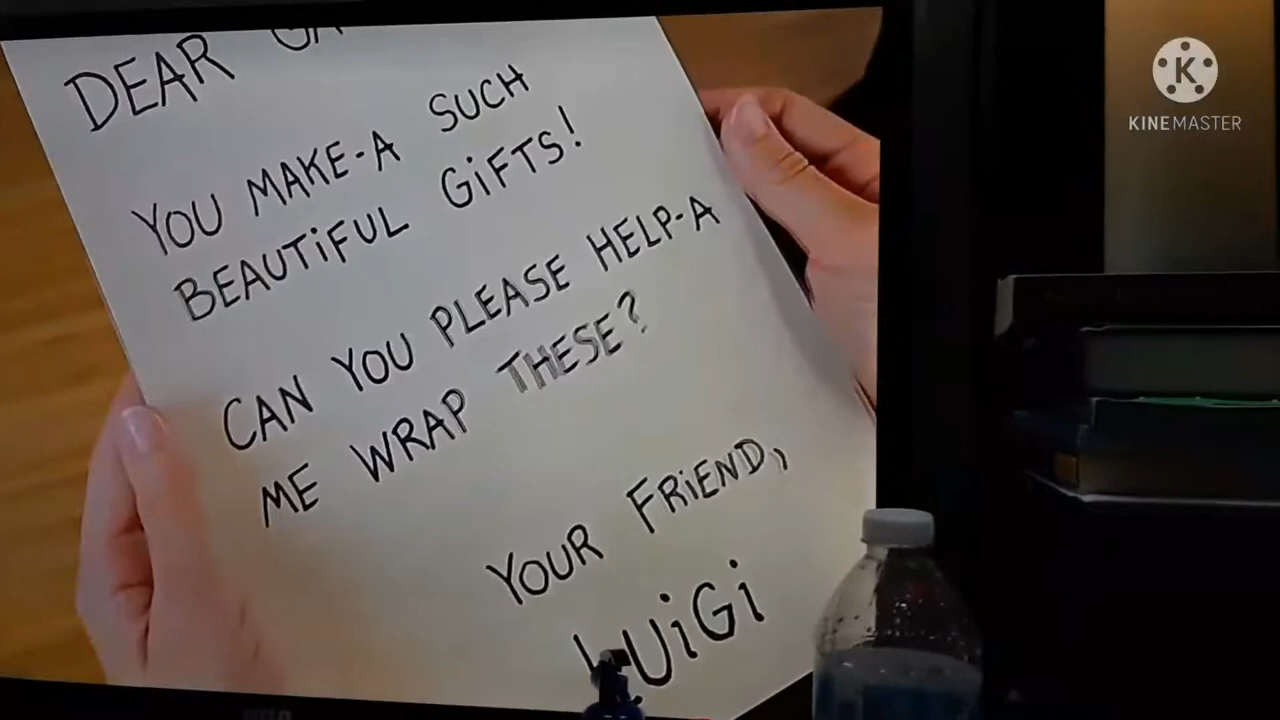 DEAR
YOU MAKE-A SUCH
BEAUTiFUL GiFTS!
CAN YOU PLEASE HELP-A
ME WRAP THESE?
YOUR FRiEND,
LUiGi
K
KINEMASTER